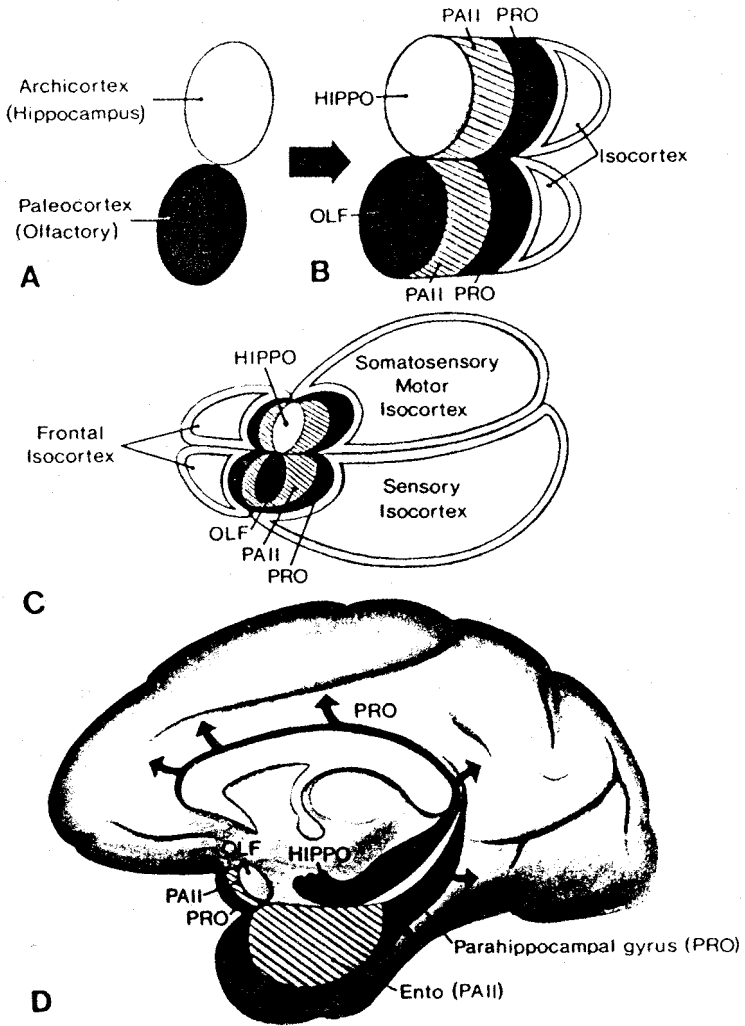 PAII PRO
Archicortex
(Hippocampus)
HIPPO
Isocortex
Paleocortex
(Olfactory)
OLF
A
B
PAII PRO
HIPPO
Somatosensory
Motor
Isocortex
Frontal
Isocortex
Sensory
Isocortex
OLF
PAII
PRO
C
PRO
OLF
HIPPO
PAII
PRO
Parahippocampal gyrus (PRO)
Ento (PAII)
D